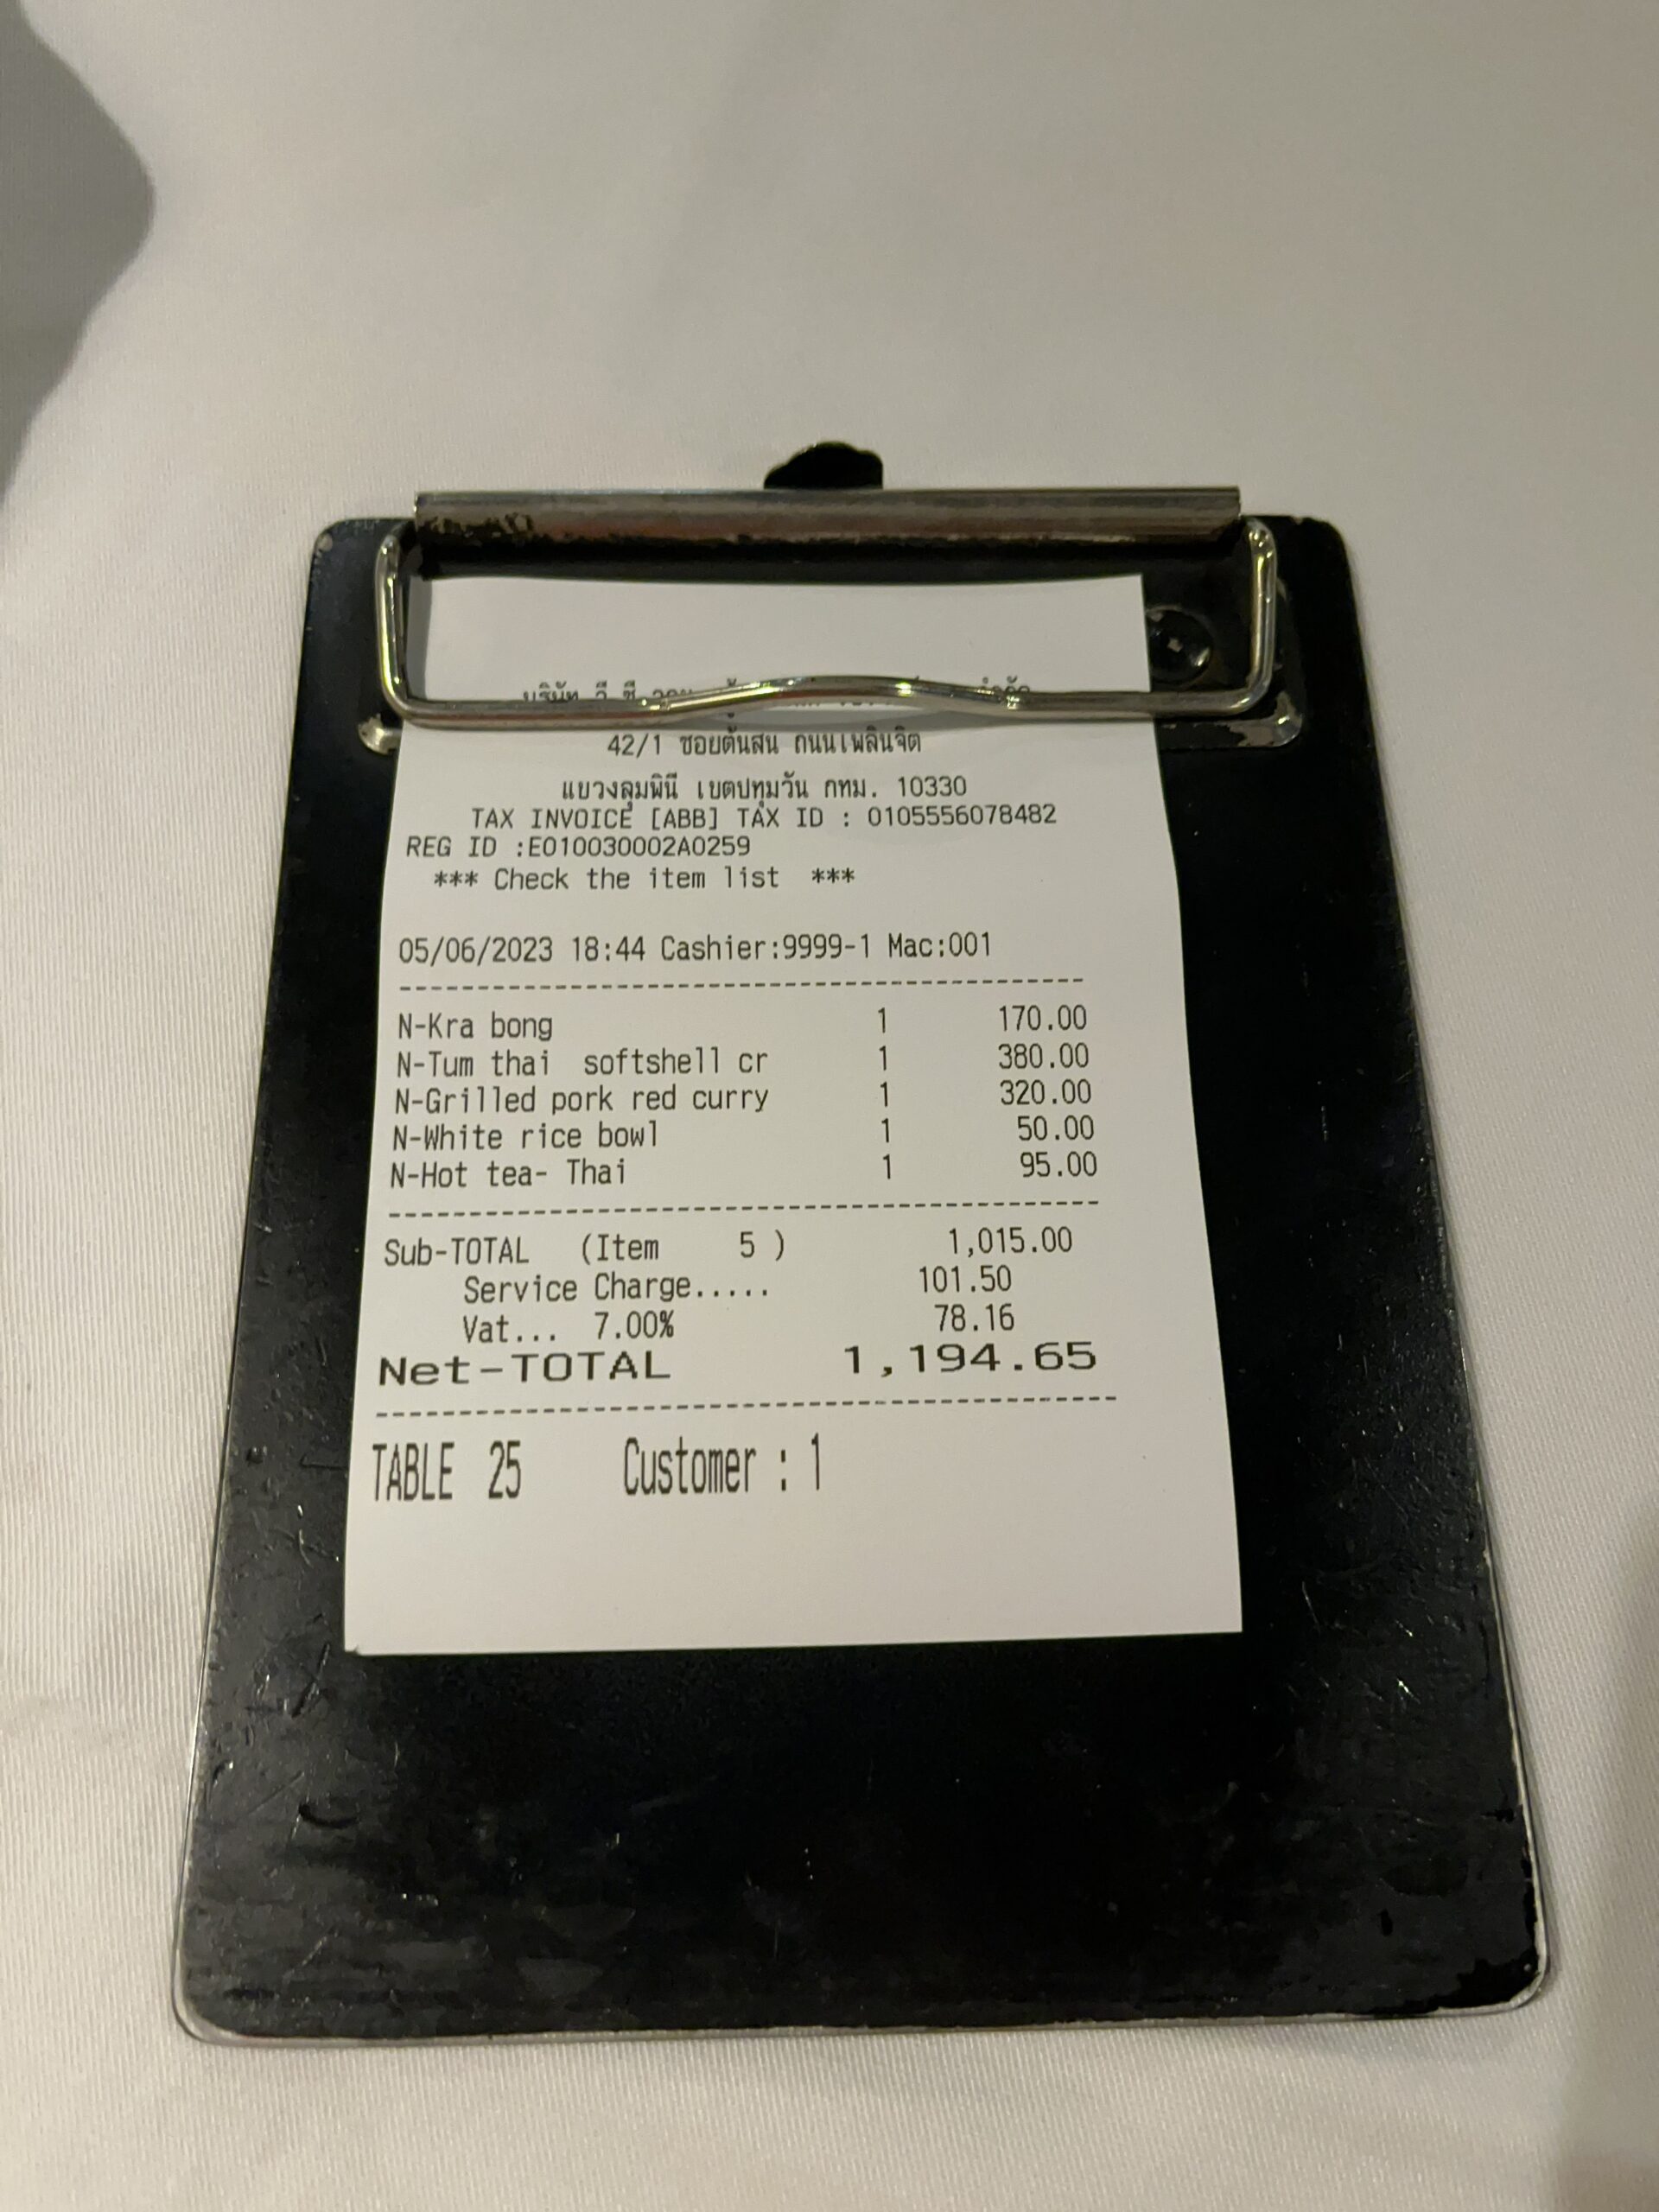 บริษัท วี.ซี.
42/1 ซอยต้นสน ถนนเพลินจิต
แขวงลุมพินี เขตปทุมวัน กทม. 10330
TAX INVOICE [ABB] TAX ID : 0105556078482
REG ID :E010030002A0259
*** Check the item list ***
05/06/2023 18:44 Cashier:9999-1 Mac:001
N-Kra bong 1 170.00
N-Tum thai softshell cr 1 380.00
N-Grilled pork red curry 1 320.00
N-White rice bowl 1 50.00
N-Hot tea- Thai 1 95.00
Sub-TOTAL (Item 5 ) 1,015.00
Service Charge..... 101.50
Vat... 7.00% 78.16
Net-TOTAL 1,194.65
TABLE 25 Customer : 1